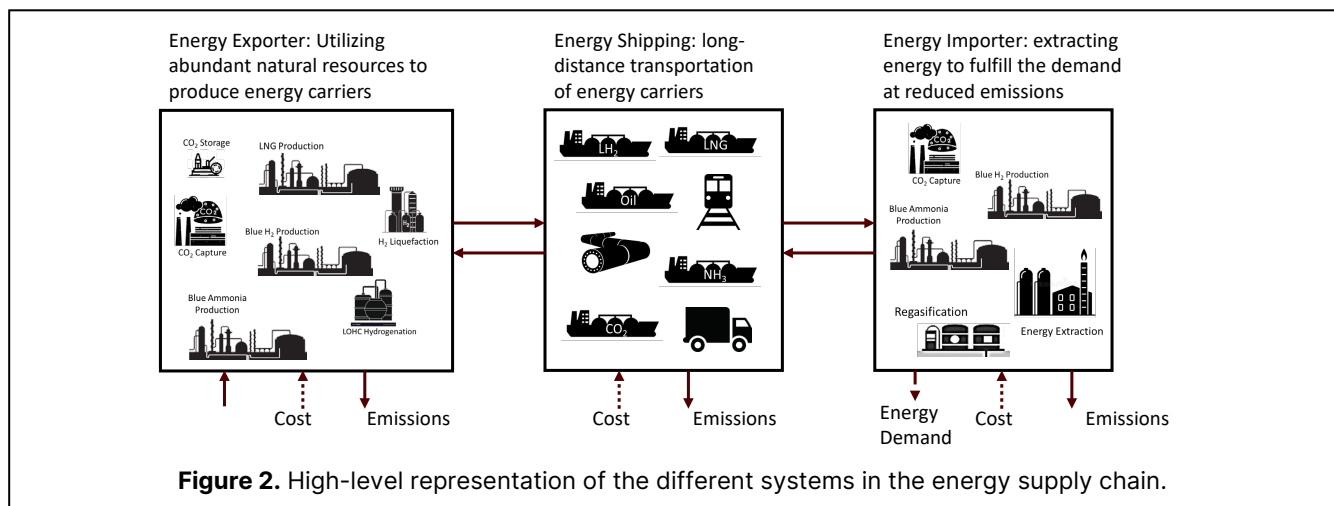 Energy Exporter: Utilizing
abundant natural resources to
produce energy carriers
CO₂ Storage
LNG Production
CO₂
CO₂ Capture
Blue H₂ Production
H₂
H₂ Liquefaction
Blue Ammonia
Production
LOHC Hydrogenation
Cost
Emissions
Energy Shipping: long-
distance transportation
of energy carriers
LH₂
LNG
Oil
NH₃
CO₂
Cost
Emissions
Energy Importer: extracting
energy to fulfill the demand
at reduced emissions
CO₂
CO₂ Capture
Blue H₂ Production
Blue Ammonia
Production
Regasification
Energy Extraction
Energy
Demand
Cost
Emissions
Figure 2. High-level representation of the different systems in the energy supply chain.